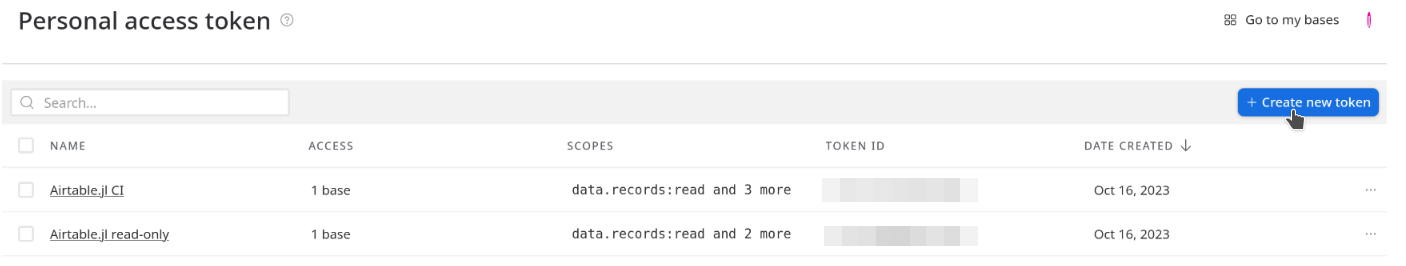 Personal access token ? Go to my bases
Search...
+ Create new token
NAME ACCESS SCOPES TOKEN ID DATE CREATED ↓
Airtable.jl CI 1 base data.records:read and 3 more Oct 16, 2023 ...
Airtable.jl read-only 1 base data.records:read and 2 more Oct 16, 2023 ...